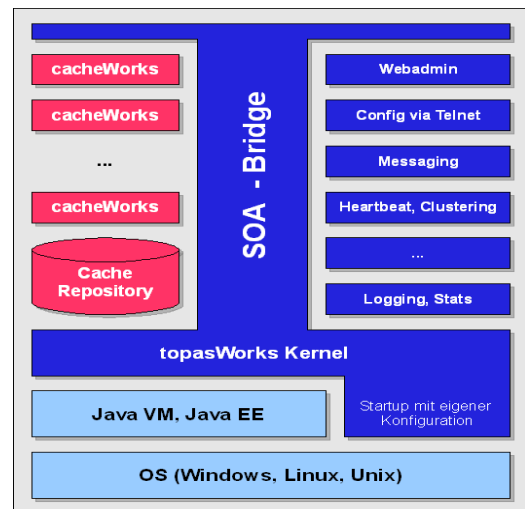 cacheWorks
cacheWorks
...
cacheWorks
Cache
Repository
SOA - Bridge
Webadmin
Config via Telnet
Messaging
Heartbeat, Clustering
...
Logging, Stats
topasWorks Kernel
Java VM, Java EE
Startup mit eigener
Konfiguration
OS (Windows, Linux, Unix)